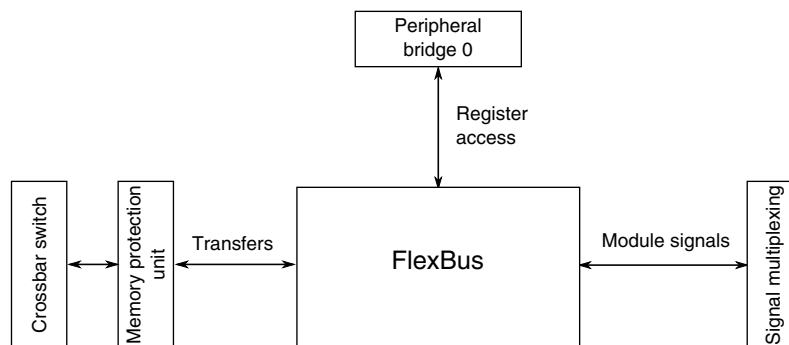 Peripheral
bridge 0
Register
access
Crossbar switch
Memory protection
unit
Transfers
FlexBus
Module signals
Signal multiplexing